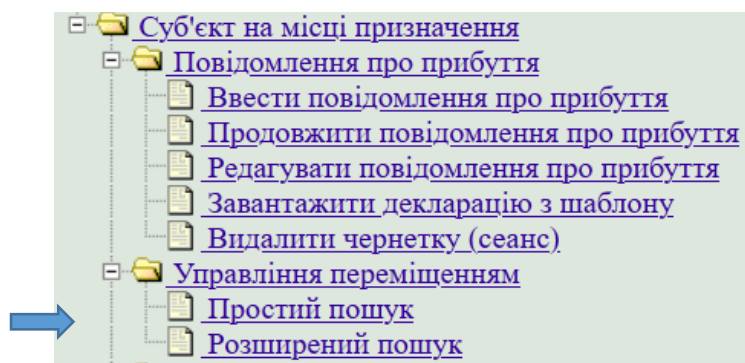 Суб'єкт на місці призначення
Повідомлення про прибуття
Ввести повідомлення про прибуття
Продовжити повідомлення про прибуття
Редагувати повідомлення про прибуття
Завантажити декларацію з шаблону
Видалити чернетку (сеанс)
Управління переміщенням
Простий пошук
Розширений пошук